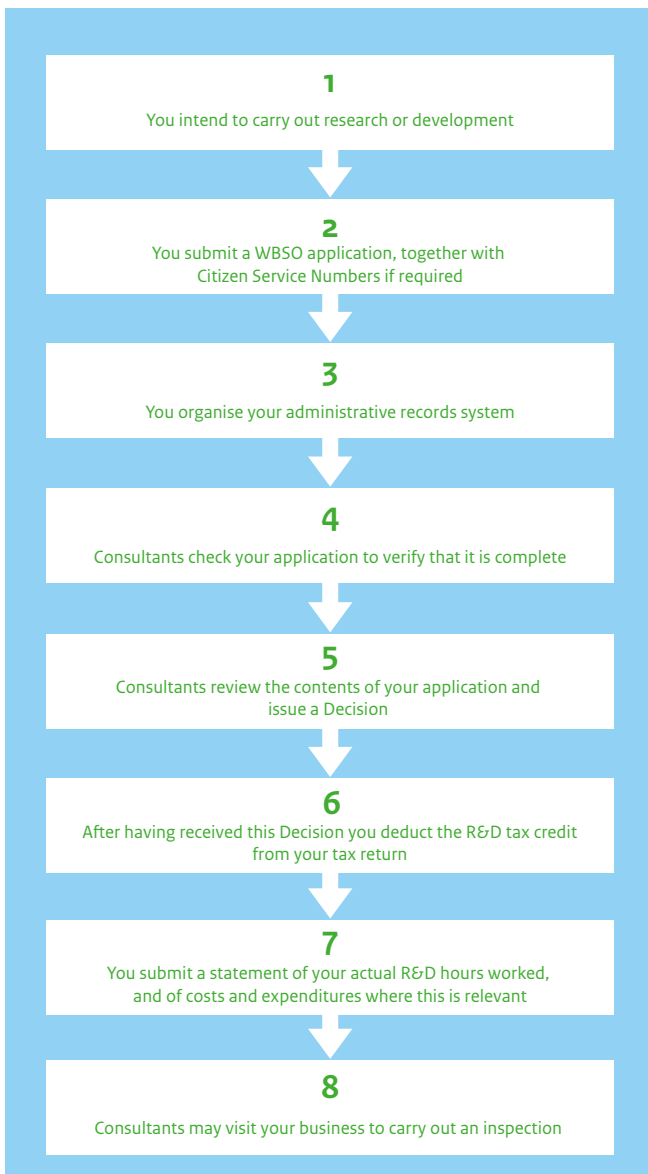 1
You intend to carry out research or development
2
You submit a WBSO application, together with
Citizen Service Numbers if required
3
You organise your administrative records system
4
Consultants check your application to verify that it is complete
5
Consultants review the contents of your application and
issue a Decision
6
After having received this Decision you deduct the R&D tax credit
from your tax return
7
You submit a statement of your actual R&D hours worked,
and of costs and expenditures where this is relevant
8
Consultants may visit your business to carry out an inspection